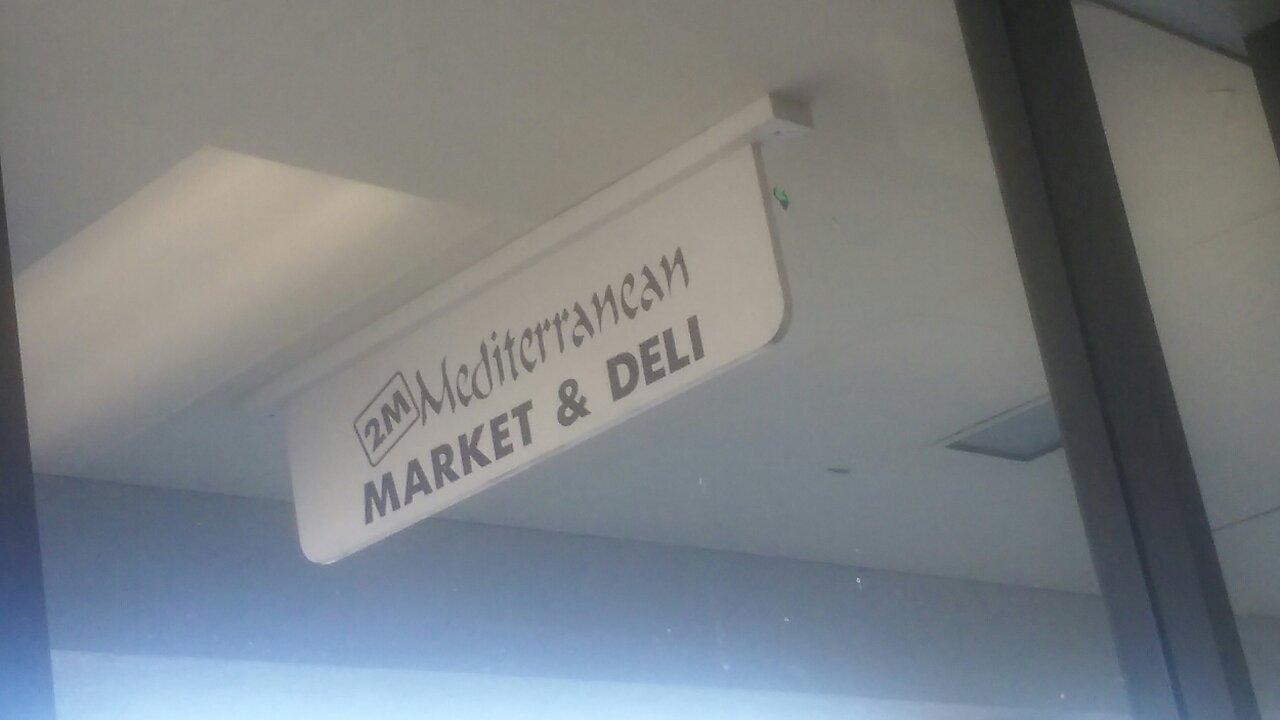 2M Mediterranean
MARKET & DELI